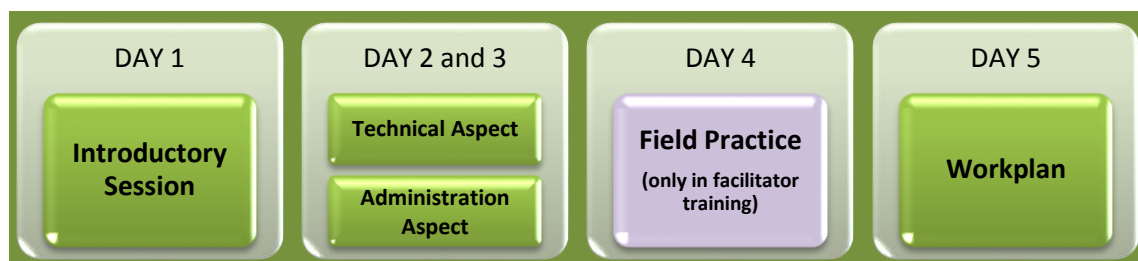 DAY 1
Introductory
Session
DAY 2 and 3
Technical Aspect
Administration
Aspect
DAY 4
Field Practice
(only in facilitator
training)
DAY 5
Workplan